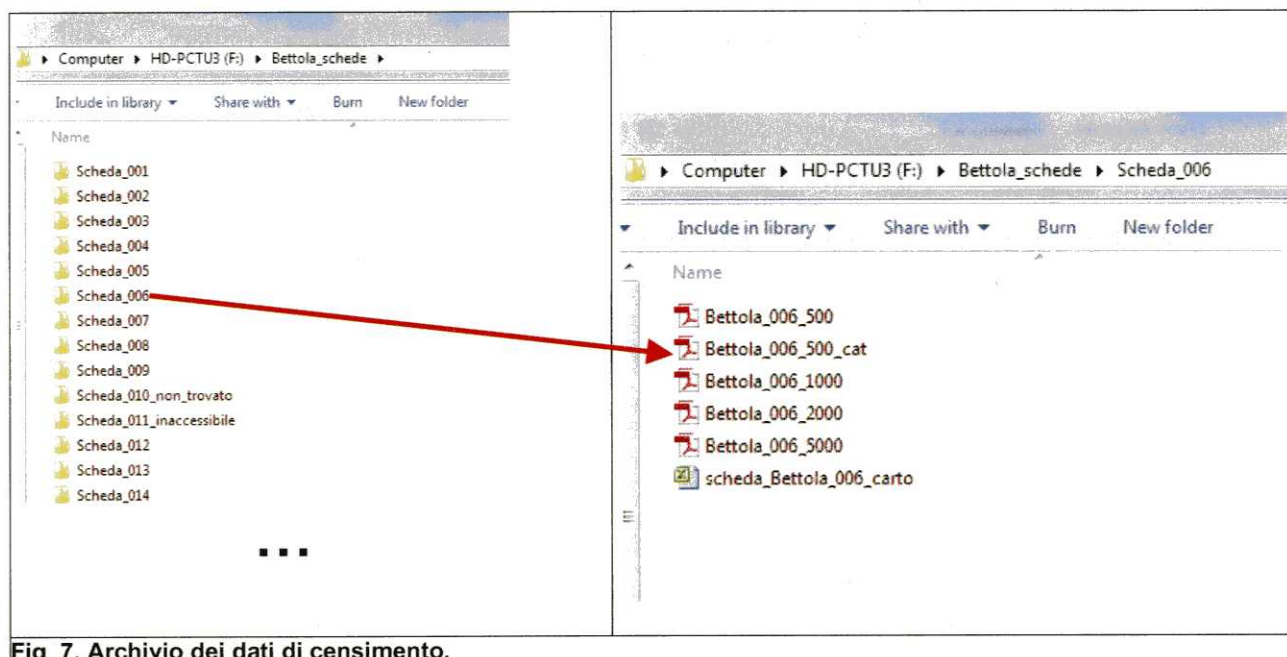 Computer ▸ HD-PCTU3 (F:) ▸ Bettola_schede ▸
Include in library ▾ Share with ▾ Burn New folder
Name
Scheda_001
Scheda_002
Scheda_003
Scheda_004
Scheda_005
Scheda_006
Scheda_007
Scheda_008
Scheda_009
Scheda_010_non_trovato
Scheda_011_inaccessibile
Scheda_012
Scheda_013
Scheda_014
...
Computer ▸ HD-PCTU3 (F:) ▸ Bettola_schede ▸ Scheda_006
Include in library ▾ Share with ▾ Burn New folder
Name
Bettola_006_500
Bettola_006_500_cat
Bettola_006_1000
Bettola_006_2000
Bettola_006_5000
scheda_Bettola_006_carto
Fig. 7. Archivio dei dati di censimento.